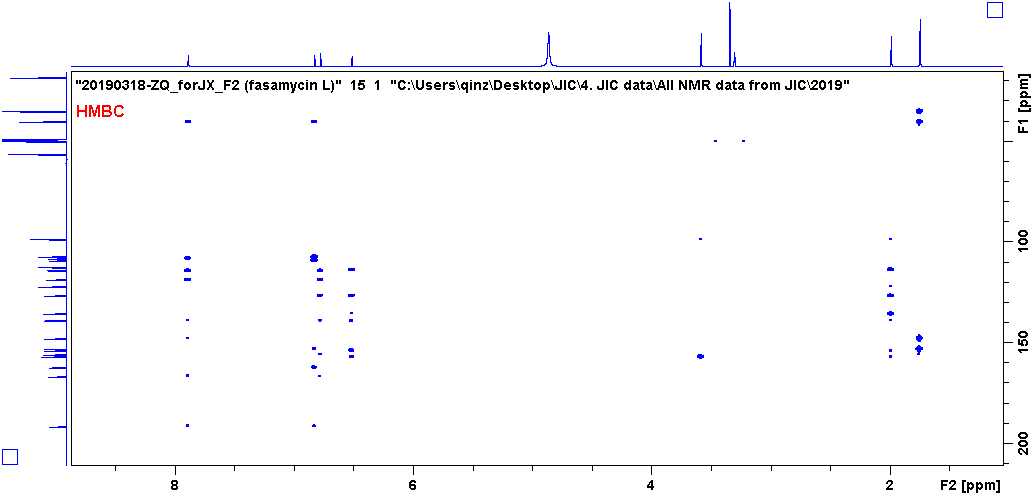 "20190318-ZQ_forJX_F2 (fasamycin L)" 15 1 "C:\Users\qinz\Desktop\JIC\4. JIC data\All NMR data from JIC\2019"
HMBC
F1 [ppm]
100
150
200
8
6
4
2
F2 [ppm]